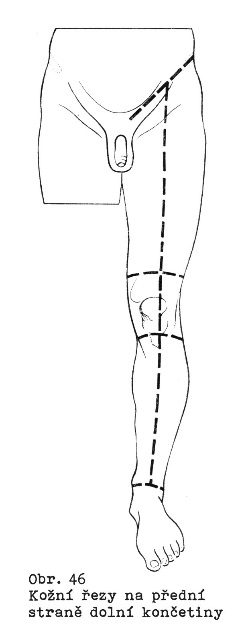 Obr. 46
Kožní řezy na přední
straně dolní končetiny